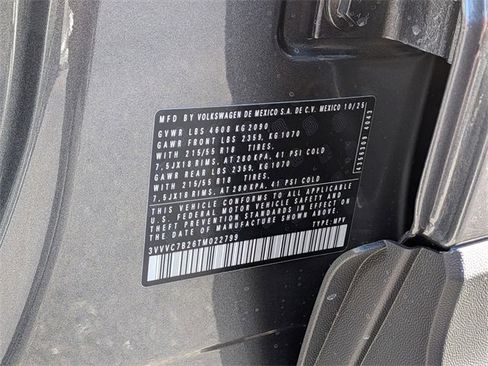 MFD BY VOLKSWAGEN DE MEXICO S.A. DE C.V. MEXICO 10/25
GVWR LBS 4608 KG 2090
GAWR FRONT LBS 2359, KG 1070
WITH 215/55 R18 TIRES.
7.5JX18 RIMS, AT 280KPA, 41 PSI COLD
GAWR REAR LBS 2359, KG 1070
WITH 215/55 R18 TIRES.
7.5JX18 RIMS, AT 280KPA, 41 PSI COLD
THIS VEHICLE CONFORMS TO ALL APPLICABLE
U.S. FEDERAL MOTOR VEHICLE SAFETY AND
THEFT PREVENTION STANDARDS IN EFFECT ON
THE DATE OF MANUFACTURE SHOWN ABOVE
3VVVC7B26TM022799 TYPE: MPV
6356309 4043